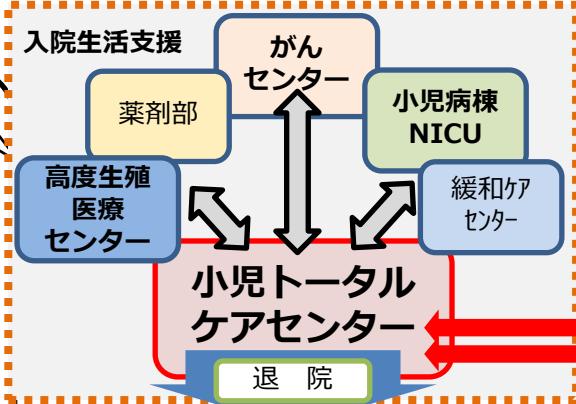 入院生活支援
がん
センター
薬剤部
小児病棟
NICU
高度生殖
医療
センター
緩和ケア
センター
小児トータル
ケアセンター
退　院